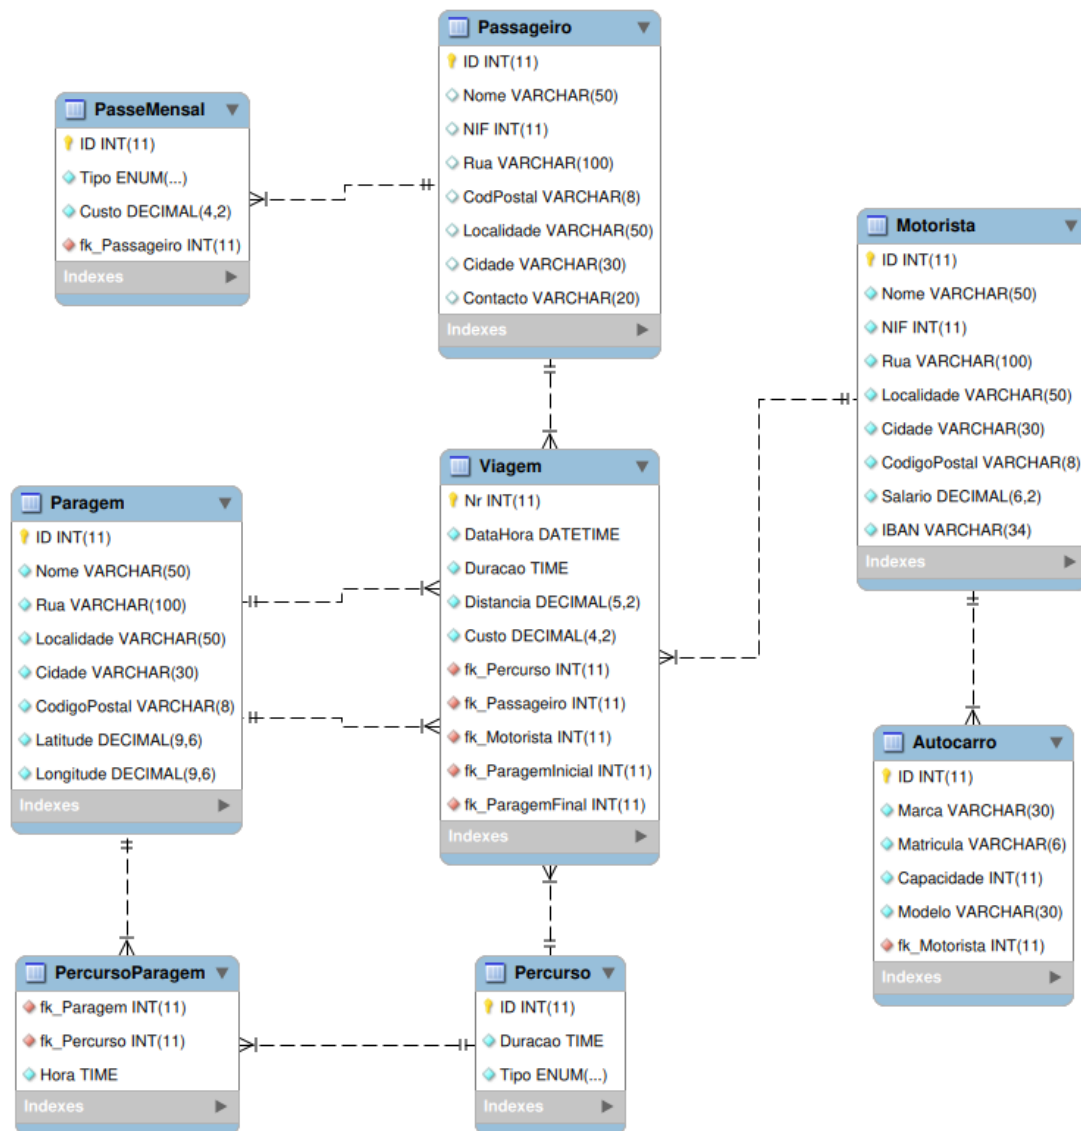 Passageiro
ID INT(11)
Nome VARCHAR(50)
NIF INT(11)
Rua VARCHAR(100)
CodPostal VARCHAR(8)
Localidade VARCHAR(50)
Cidade VARCHAR(30)
Contacto VARCHAR(20)
Indexes
PasseMensal
ID INT(11)
Tipo ENUM(...)
Custo DECIMAL(4,2)
fk_Passageiro INT(11)
Indexes
Motorista
ID INT(11)
Nome VARCHAR(50)
NIF INT(11)
Rua VARCHAR(100)
Localidade VARCHAR(50)
Cidade VARCHAR(30)
CodigoPostal VARCHAR(8)
Salario DECIMAL(6,2)
IBAN VARCHAR(34)
Indexes
Viagem
Nr INT(11)
DataHora DATETIME
Duracao TIME
Distancia DECIMAL(5,2)
Custo DECIMAL(4,2)
fk_Percurso INT(11)
fk_Passageiro INT(11)
fk_Motorista INT(11)
fk_ParagemInicial INT(11)
fk_ParagemFinal INT(11)
Indexes
Paragem
ID INT(11)
Nome VARCHAR(50)
Rua VARCHAR(100)
Localidade VARCHAR(50)
Cidade VARCHAR(30)
CodigoPostal VARCHAR(8)
Latitude DECIMAL(9,6)
Longitude DECIMAL(9,6)
Indexes
Autocarro
ID INT(11)
Marca VARCHAR(30)
Matricula VARCHAR(6)
Capacidade INT(11)
Modelo VARCHAR(30)
fk_Motorista INT(11)
Indexes
PercursoParagem
fk_Paragem INT(11)
fk_Percurso INT(11)
Hora TIME
Indexes
Percurso
ID INT(11)
Duracao TIME
Tipo ENUM(...)
Indexes